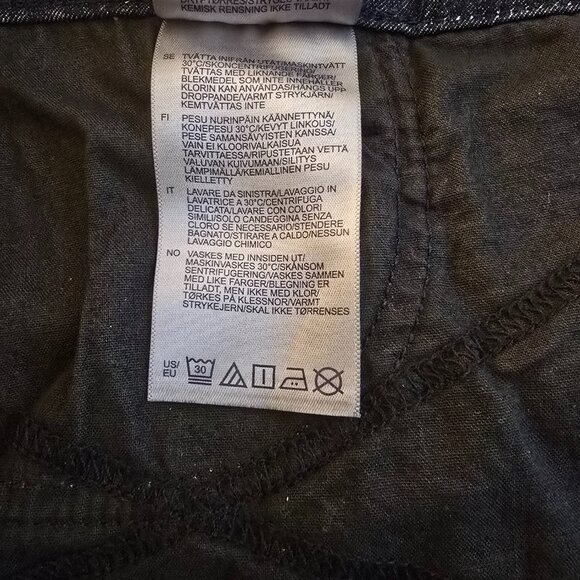 KEMISK RENSNING IKKE TILLADT
SE TVÄTTA INIFRÅN UTÅT/MASKINTVÄTT
30°C/SKONCENTRIFUGERING/
TVÄTTAS MED LIKNANDE FÄRGER/
BLEKMEDEL SOM INTE INNEHÅLLER
KLORIN KAN ANVÄNDAS/HÄNGS UPP
DROPPANDE/VARMT STRYKJÄRN/
KEMTVÄTTAS INTE
FI PESU NURINPÄIN KÄÄNNETTYNÄ/
KONEPESU 30°C/KEVYT LINKOUS/
PESE SAMANSÄVYISTEN KANSSA/
VAIN EI KLOORIVALKAISUA
TARVITTAESSA/RIPUSTETAAN VETTÄ
VALUVAN KUIVUMAAN/SILITYS
LÄMPIMÄLLÄ/KEMIALLINEN PESU
KIELLETTY
IT LAVARE DA SINISTRA/LAVAGGIO IN
LAVATRICE A 30°C/CENTRIFUGA
DELICATA/LAVARE CON COLORI
SIMILI/SOLO CANDEGGINA SENZA
CLORO SE NECESSARIO/STENDERE
BAGNATO/STIRARE A CALDO/NESSUN
LAVAGGIO CHIMICO
NO VASKES MED INNSIDEN UT/
MASKINVASKES 30°C/SKÅNSOM
SENTRIFUGERING/VASKES SAMMEN
MED LIKE FARGER/BLEGNING ER
TILLADT, MEN IKKE MED KLOR/
TØRKES PÅ KLESSNOR/VARMT
STRYKEJERN/SKAL IKKE TØRRENSES
US/
EU 30